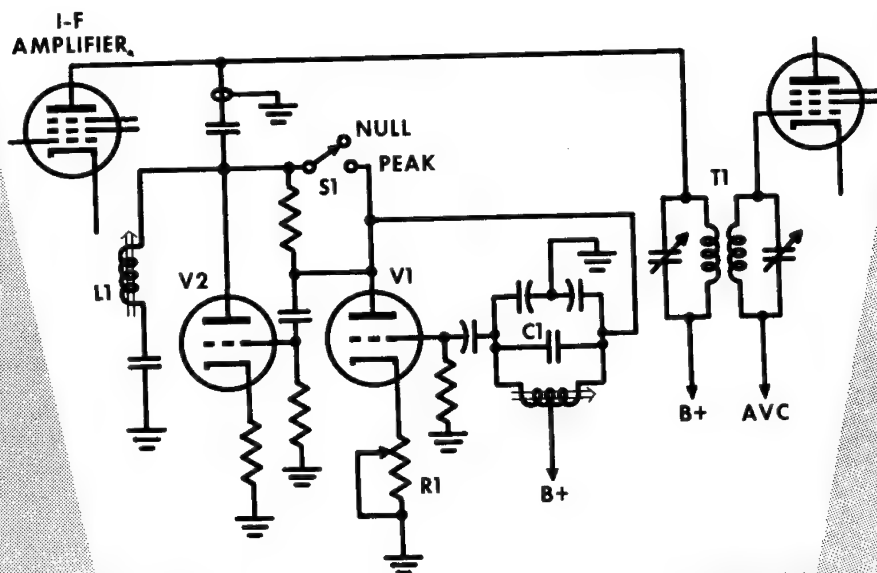 I-F
AMPLIFIER
NULL
S1
PEAK
T1
L1
V2
V1
C1
B+
AVC
R1
B+